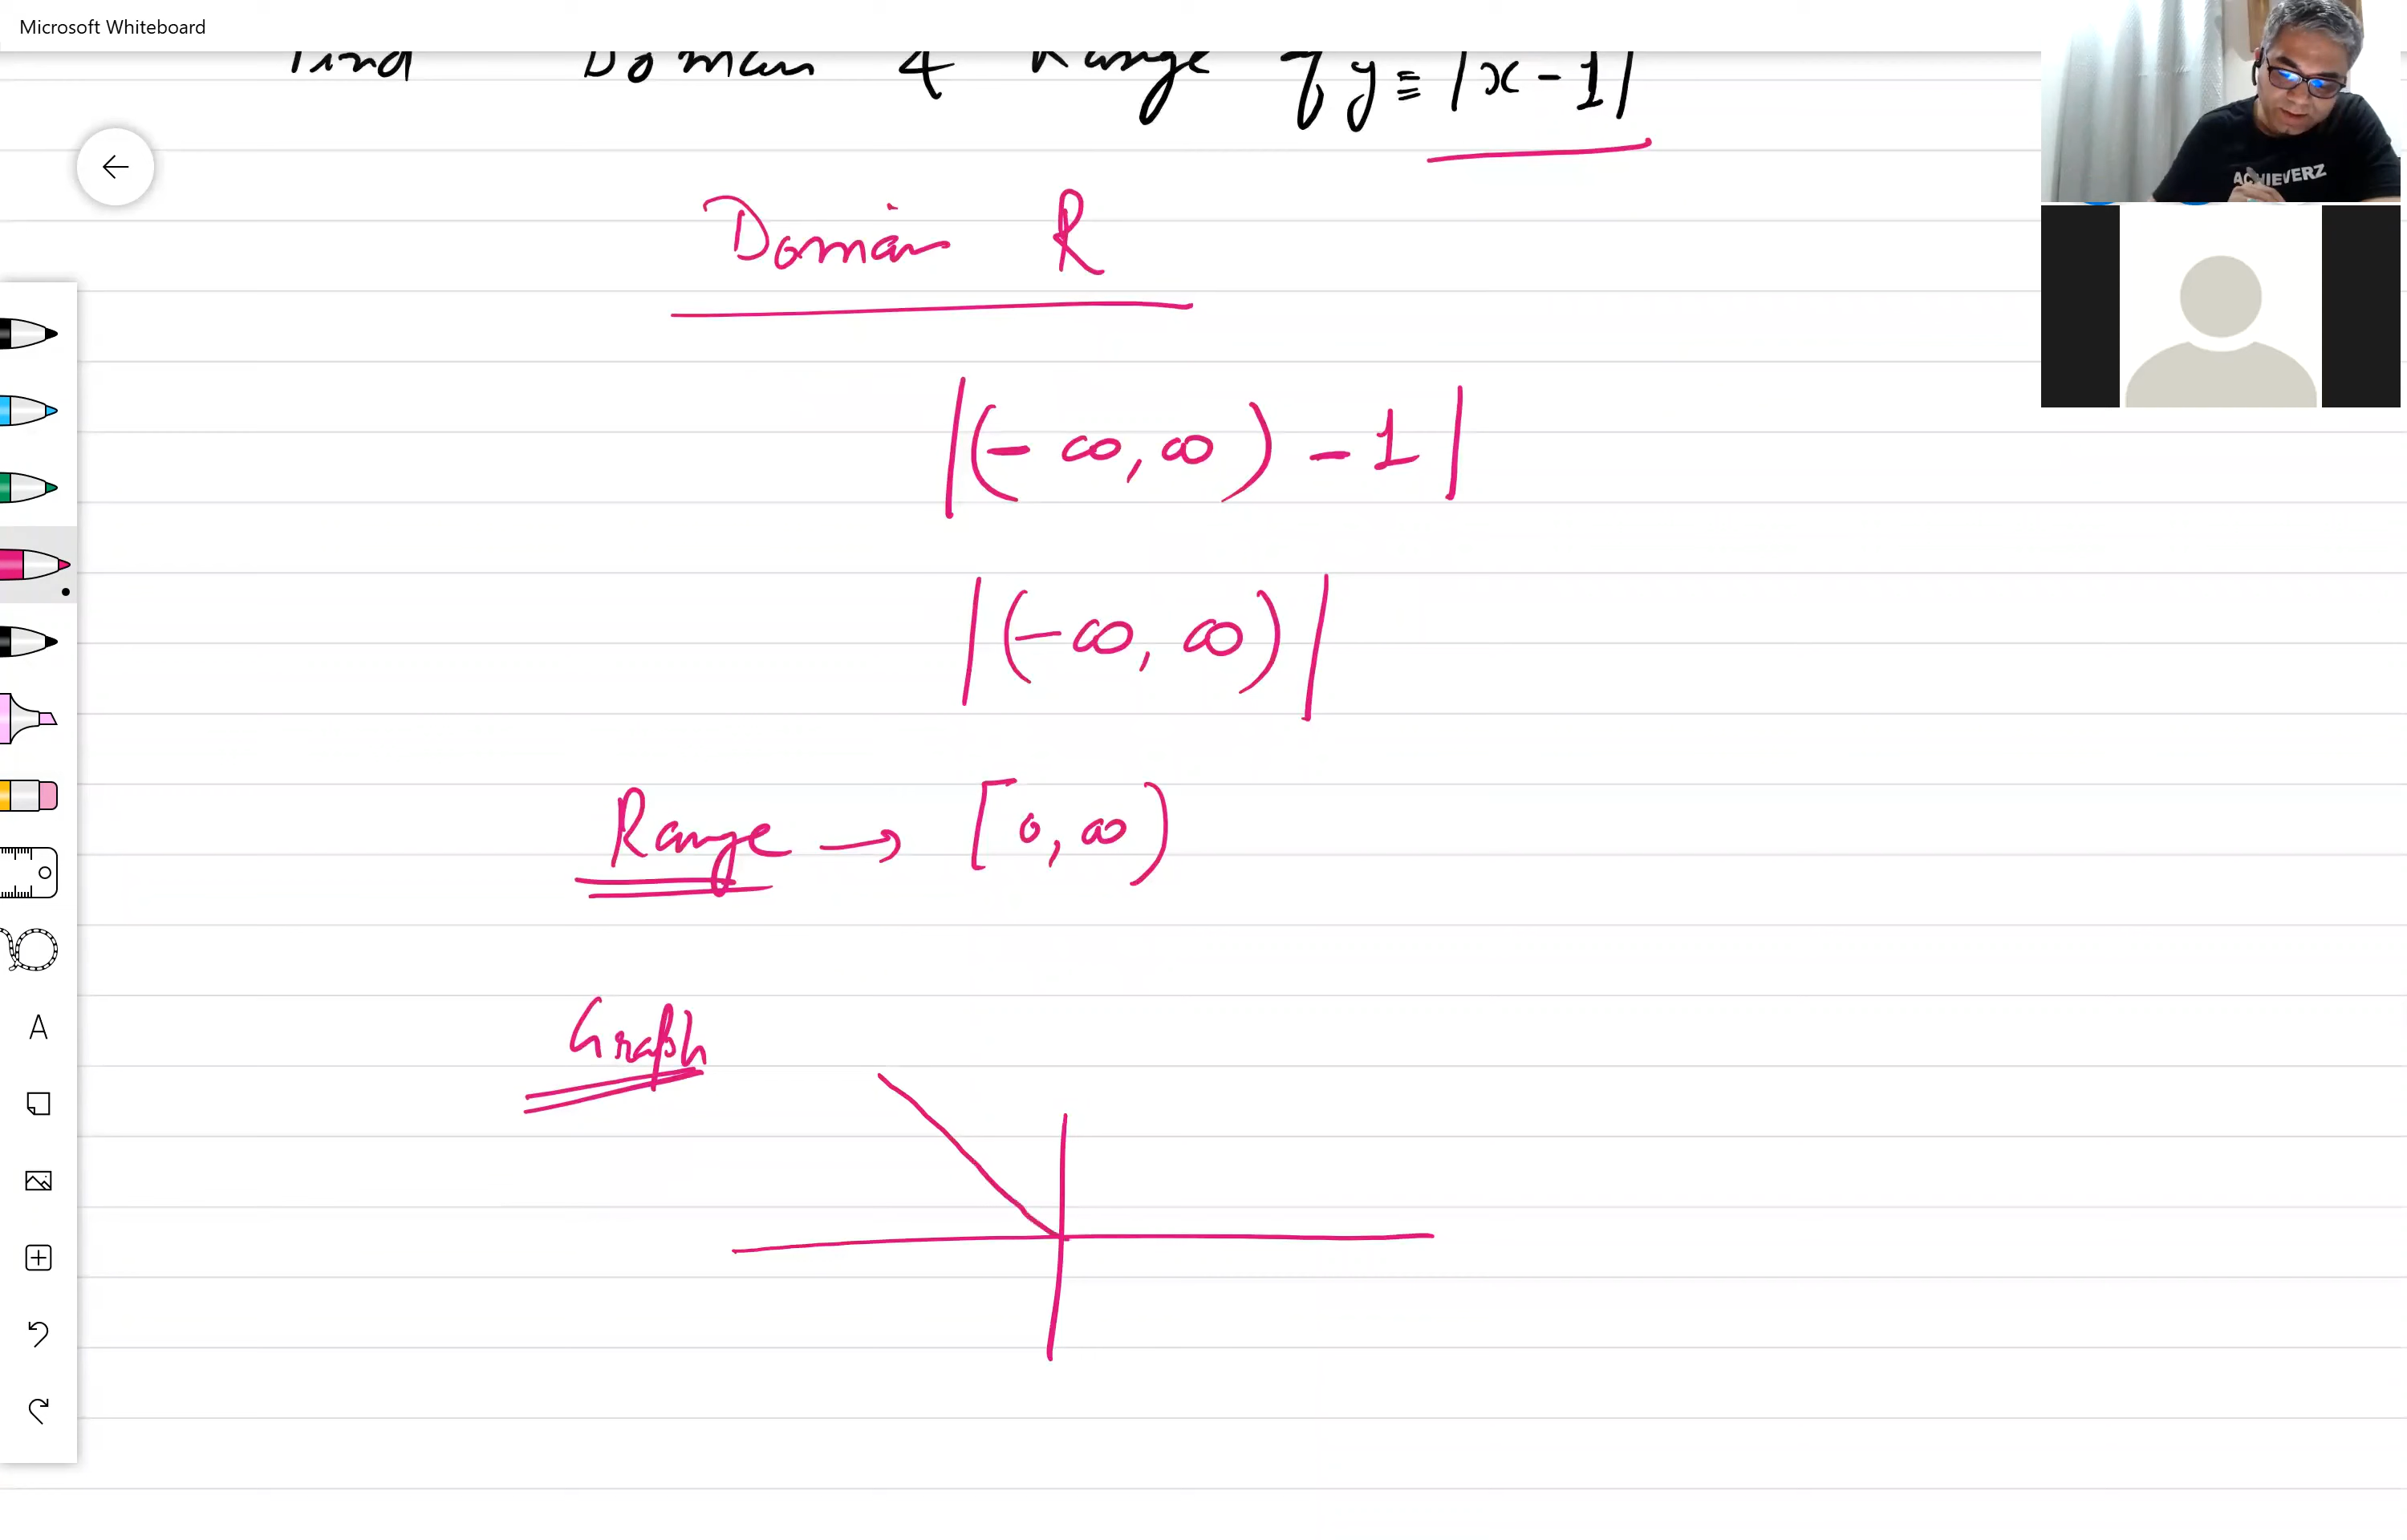 Microsoft Whiteboard
Find Domain & Range of y = |x - 1|
Domain R
|(-∞, ∞) - 1|
|(-∞, ∞)|
Range → [0, ∞)
Graph
ACHIEVERZ
A